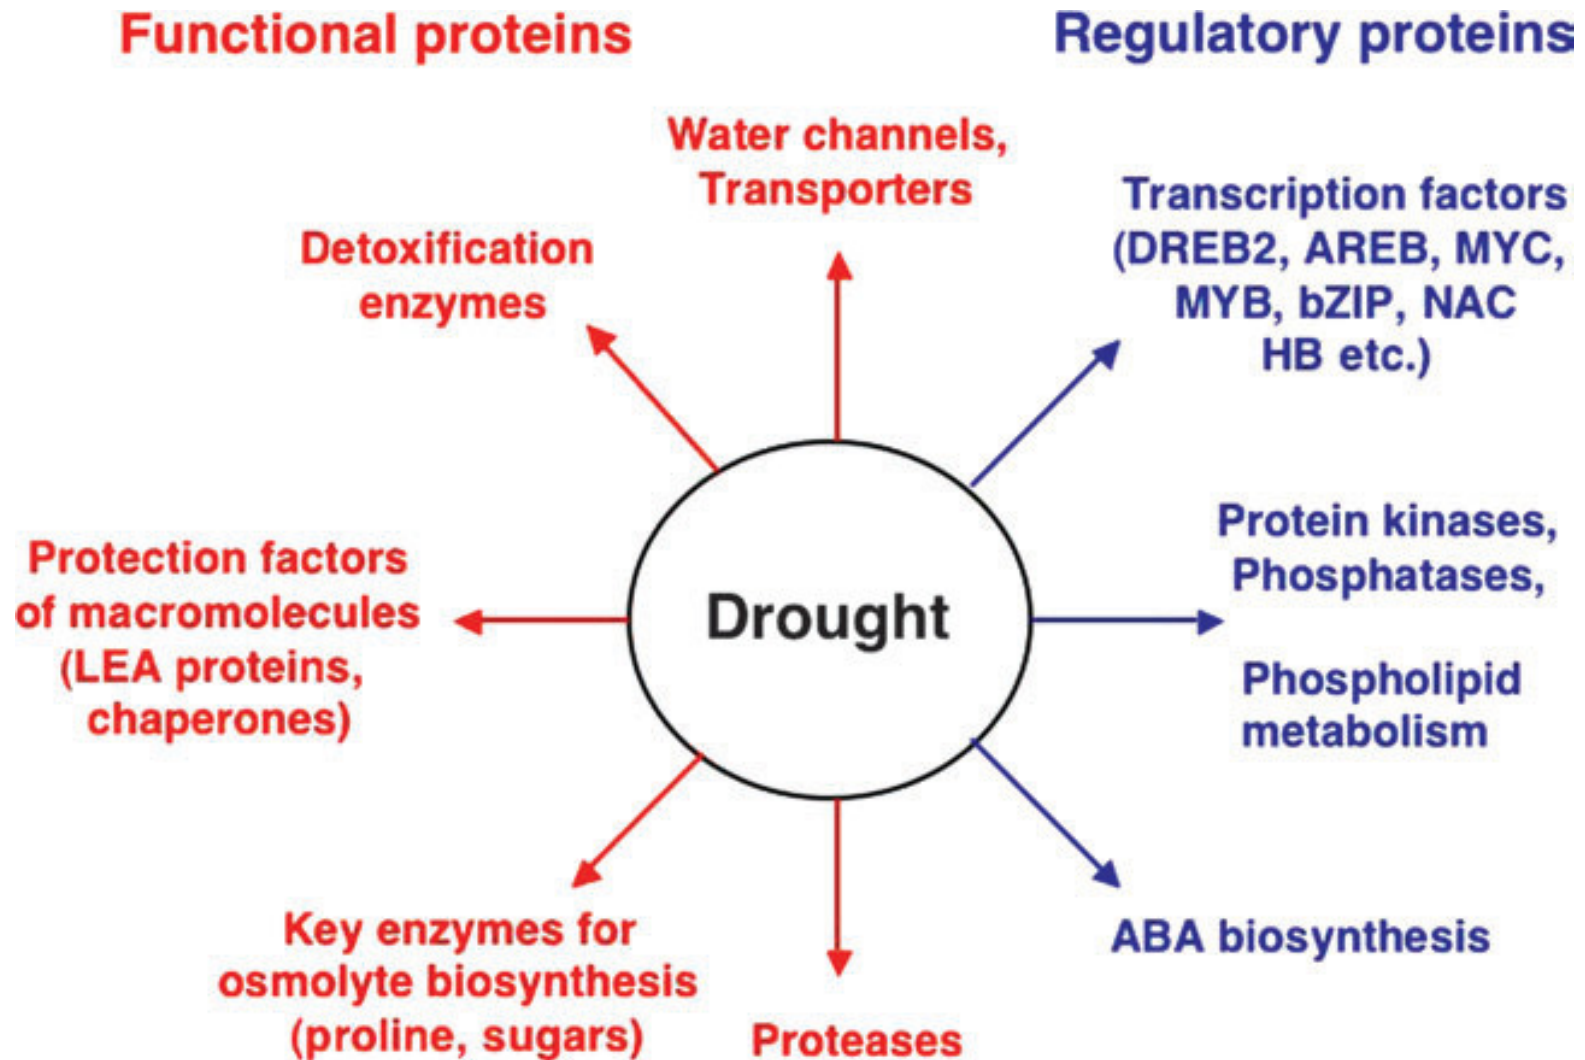 Functional proteins
Regulatory proteins
Water channels,
Transporters
Transcription factors
(DREB2, AREB, MYC,
MYB, bZIP, NAC
HB etc.)
Detoxification
enzymes
Protein kinases,
Phosphatases,
Phospholipid
metabolism
Protection factors
of macromolecules
(LEA proteins,
chaperones)
Drought
Key enzymes for
osmolyte biosynthesis
(proline, sugars)
Proteases
ABA biosynthesis